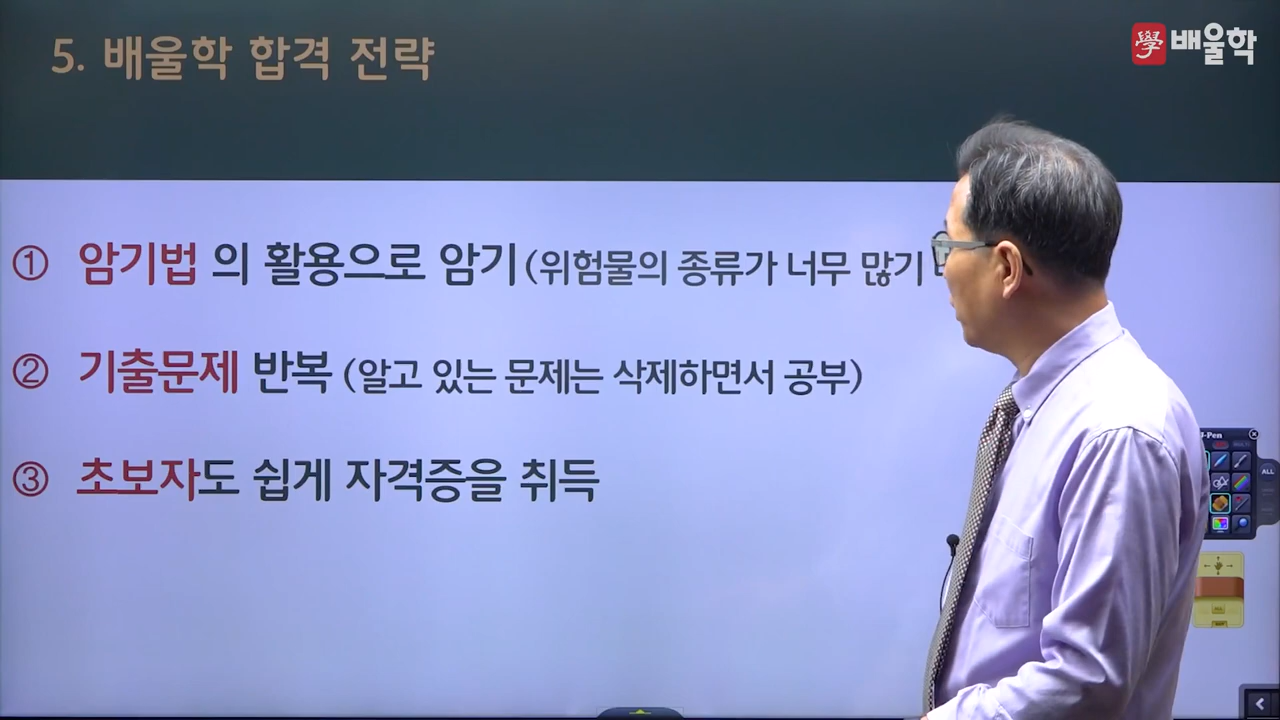 5. 배울학 합격 전략
學 배울학
① 암기법 의 활용으로 암기 (위험물의 종류가 너무 많기
② 기출문제 반복 (알고 있는 문제는 삭제하면서 공부)
③ 초보자도 쉽게 자격증을 취득
ALL